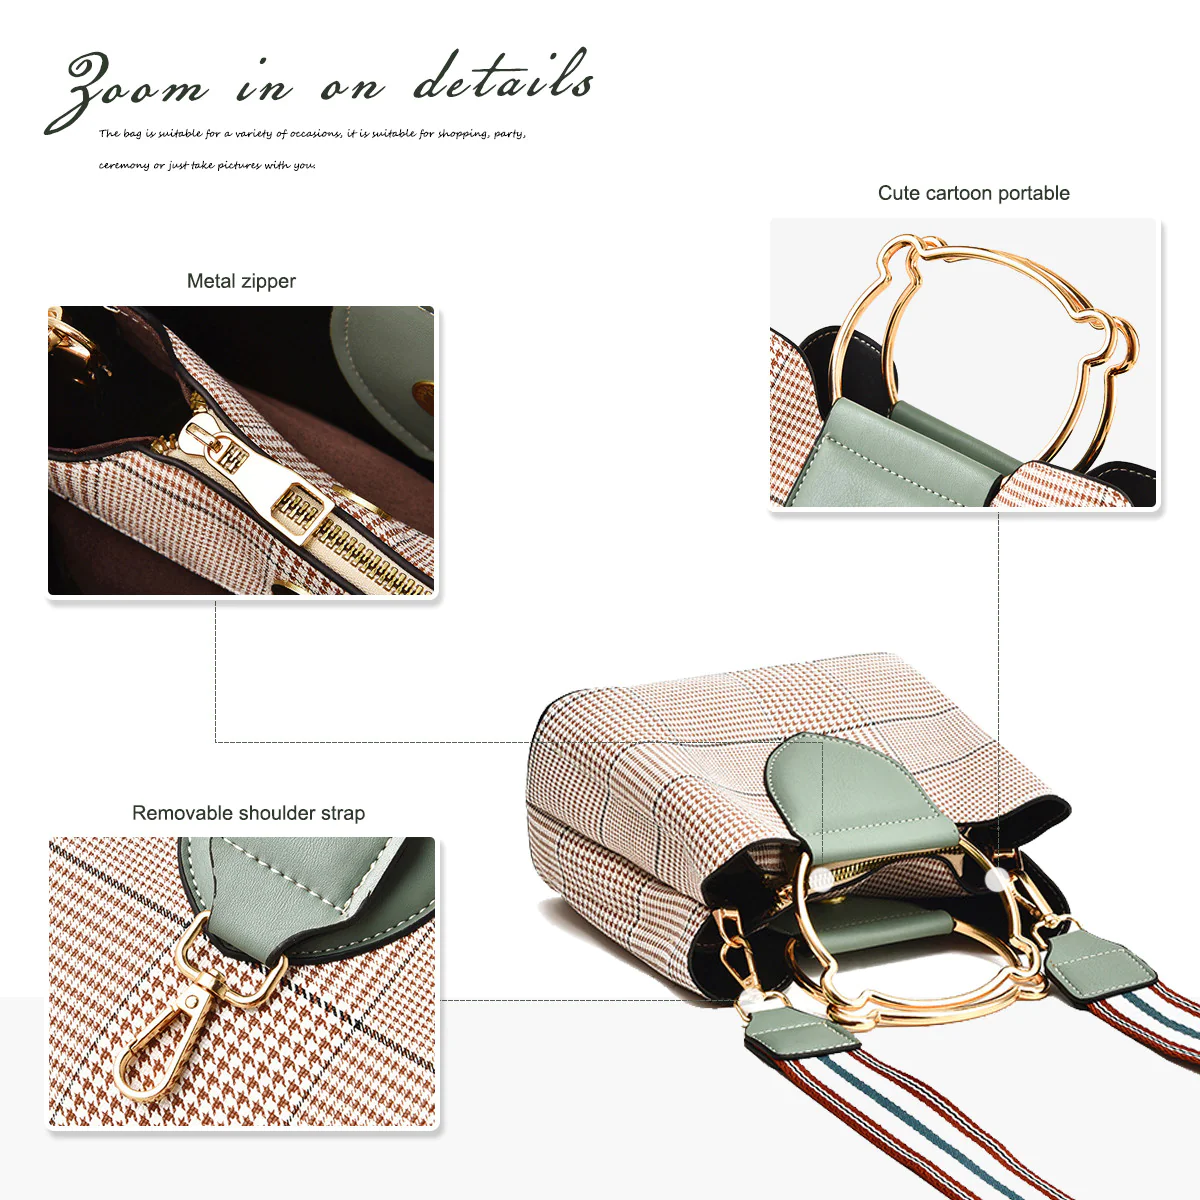 Zoom in on details
The bag is suitable for a variety of occasions, it is suitable for shopping, party,
ceremony or just take pictures with you.
Cute cartoon portable
Metal zipper
Removable shoulder strap